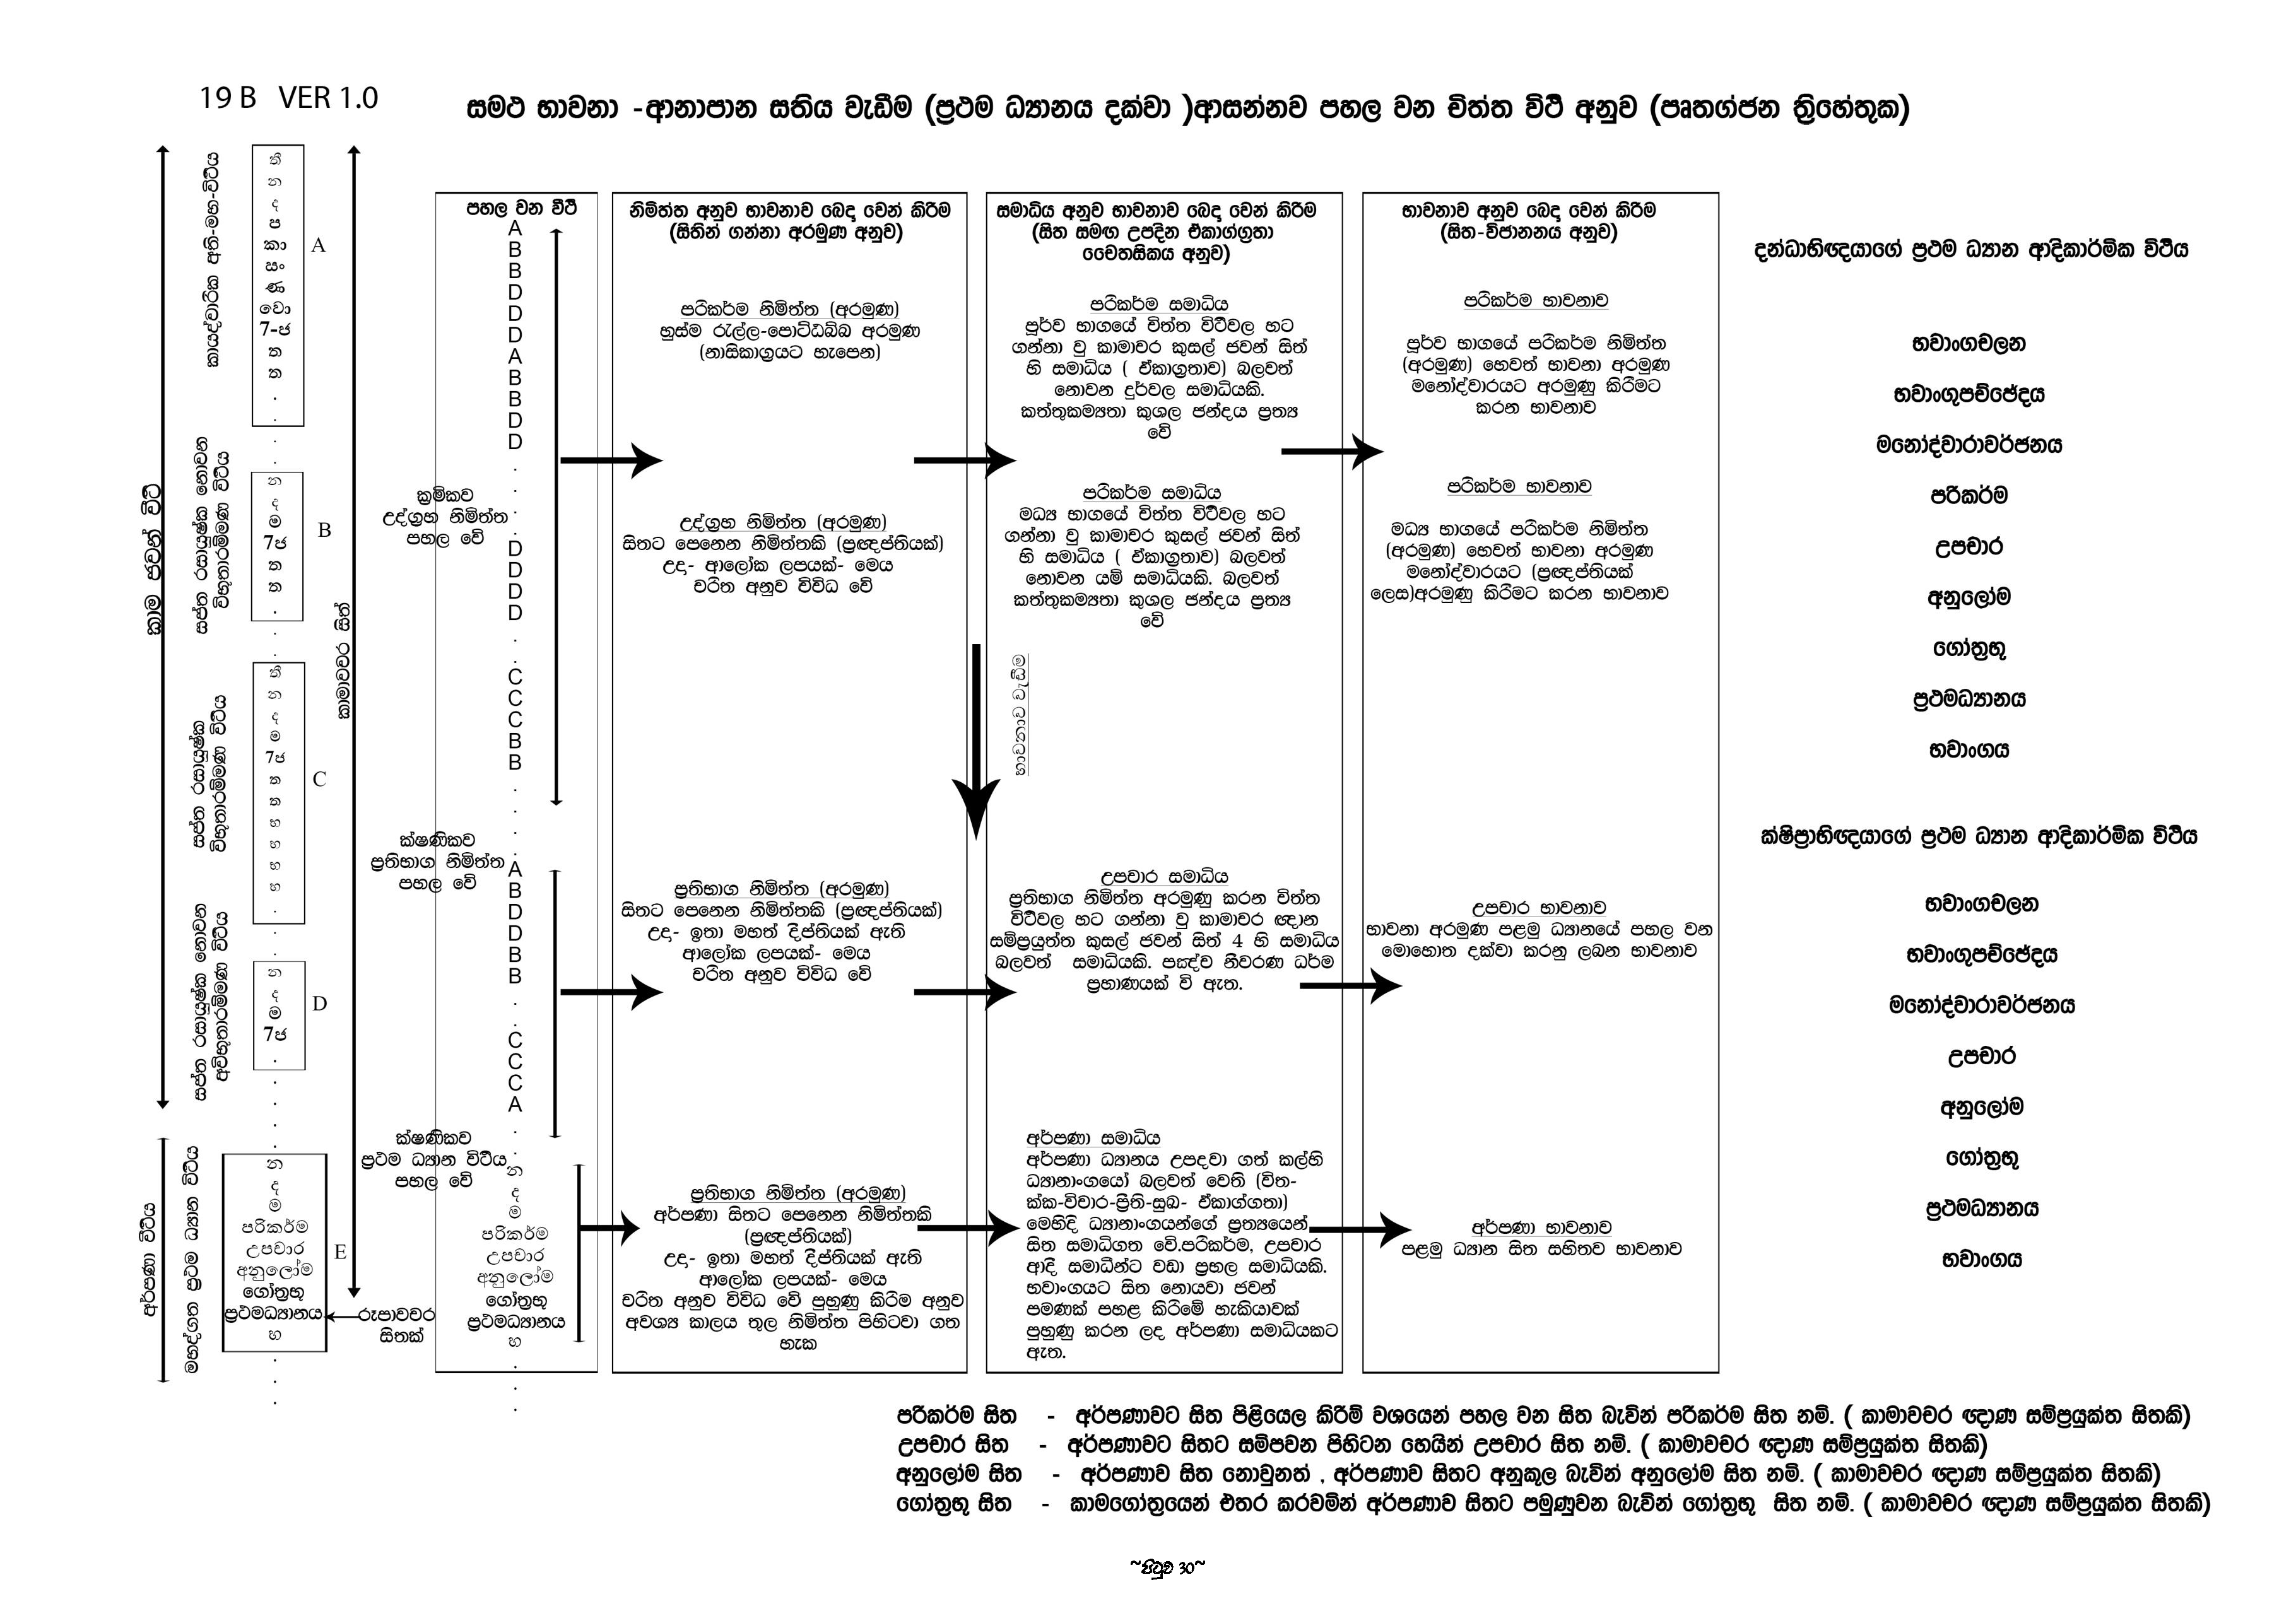 19 B VER 1.0
සමථ භාවනා -ආනාපාන සතිය වැඩීම (ප්‍රථම ධ්‍යානය දක්වා )ආසන්නව පහල වන චිත්ත විථි අනුව (පෘතග්ජන ත්‍රිහේතුක)
කාම ජවන් විථි
කායද්වාරික අති-මහ-විථිය
තී
න
ද
ප
කා
සං
ණ
වො
7-ජ
ත
ත
.
.
A
සප්ත රසායුෂ්ක නොවන
විභූතාරම්මණ විථිය
න
ද
ම
7ජ
ත
ත
.
B
සප්ත රසායුෂ්ක
විභූතාරම්මණ විථිය
තී
න
ද
ම
7ජ
ත
ත
භ
භ
භ
භ
.
C
සප්ත රසායුෂ්ක නොවන
අවිභූතාරම්මණ විථිය
න
ද
ම
7ජ
.
D
කාමාවචර සිත්
අර්පණා විථිය
මහද්ගත ප්‍රථම ධ්‍යාන විථිය
න
ද
ම
පරිකර්ම
උපචාර
අනුලෝම
ගෝත්‍රභූ
ප්‍රථමධ්‍යානය
භ
E
රූපාවචර
සිතක්
පහල වන විථි
A
B
B
D
D
D
A
B
B
D
D
.
.
.
.
D
D
D
D
.
.
C
C
C
B
B
.
.
.
A
B
D
D
B
B
.
.
C
C
C
A
.
.
න
ද
ම
පරිකර්ම
උපචාර
අනුලෝම
ගෝත්‍රභූ
ප්‍රථමධ්‍යානය
භ
.
.
.
ක්‍රමිකව
උද්ග්‍රහ නිමිත්ත
පහල වේ
ක්ෂණිකව
ප්‍රතිභාග නිමිත්ත
පහල වේ
ක්ෂණිකව
ප්‍රථම ධ්‍යාන විථිය
පහල වේ
නිමිත්ත අනුව භාවනාව බෙද වෙන් කිරිම
(සිතින් ගන්නා අරමුණ අනුව)
පරිකර්ම නිමිත්ත (අරමුණ)
හුස්ම රැල්ල-පොට්ඨබ්බ අරමුණ
(නාසිකාග්‍රයට හැපෙන)
උද්ග්‍රහ නිමිත්ත (අරමුණ)
සිතට පෙනෙන නිමිත්තකි (ප්‍රඥප්තියක්)
උද- ආලෝක ලපයක්- මෙය
චරිත අනුව විවිධ වේ
ප්‍රතිභාග නිමිත්ත (අරමුණ)
සිතට පෙනෙන නිමිත්තකි (ප්‍රඥප්තියක්)
උද- ඉතා මහත් දිප්තියක් ඇති
ආලෝක ලපයක්- මෙය
චරිත අනුව විවිධ වේ
ප්‍රතිභාග නිමිත්ත (අරමුණ)
අර්පණා සිතට පෙනෙන නිමිත්තකි
(ප්‍රඥප්තියක්)
උද- ඉතා මහත් දිප්තියක් ඇති
ආලෝක ලපයක්- මෙය
චරිත අනුව විවිධ වේ පුහුණු කිරිම අනුව
අවශ්‍ය කාලය තුල නිමිත්ත පිහිටවා ගත
හැක
සමාධිය අනුව භාවනාව බෙද වෙන් කිරිම
(සිත සමඟ උපදින ඒකාග්ග්‍රතා
චෛතසිකය අනුව)
පරිකර්ම සමාධිය
පූර්ව භාගයේ චිත්ත විථිවල හට
ගන්නා වු කාමාචර කුසල් ජවන් සිත්
හි සමාධිය ( ඒකාග්‍රතාව) බලවත්
නොවන දුර්වල සමාධියකි.
කත්තුකම්‍යතා කුශල ජන්දය ප්‍රත්‍ය
වේ
පරිකර්ම සමාධිය
මධ්‍ය භාගයේ චිත්ත විථිවල හට
ගන්නා වු කාමාචර කුසල් ජවන් සිත්
හි සමාධිය ( ඒකාග්‍රතාව) බලවත්
නොවන යම් සමාධියකි. බලවත්
කත්තුකම්‍යතා කුශල ජන්දය ප්‍රත්‍ය
වේ
භාවනාව වැඩීම
උපචාර සමාධිය
ප්‍රතිභාග නිමිත්ත අරමුණු කරන චිත්ත
විථිවල හට ගන්නා වු කාමාචර ඥාන
සම්ප්‍රයුත්ත කුසල් ජවන් සිත් 4 හි සමාධිය
බලවත් සමාධියකි. පඤ්ච නිවරණ ධර්ම
ප්‍රහාණයක් වි ඇත.
අර්පණා සමාධිය
අර්පණා ධ්‍යානය උපදවා ගත් කල්හි
ධ්‍යානාංගයෝ බලවත් වෙති (විත-
ක්ක-විචාර-ප්‍රිති-සුඛ- ඒකාග්ගතා)
මෙහිදි ධ්‍යානාංගයන්ගේ ප්‍රත්‍යයෙන්
සිත සමාධිගත වේ.පරිකර්ම, උපචාර
ආදි සමාධින්ට වඩා ප්‍රභල සමාධියකි.
භවාංගයට සිත නොයවා ජවන්
පමණක් පහළ කිරිමේ හැකියාවක්
පුහුණු කරන ලද අර්පණා සමාධියකට
ඇත.
භාවනාව අනුව බෙද වෙන් කිරිම
(සිත-විජානනය අනුව)
පරිකර්ම භාවනාව
පූර්ව භාගයේ පරිකර්ම නිමිත්ත
(අරමුණ) හෙවත් භාවනා අරමුණ
මනෝද්වාරයට අරමුණු කිරිමට
කරන භාවනාව
පරිකර්ම භාවනාව
මධ්‍ය භාගයේ පරිකර්ම නිමිත්ත
(අරමුණ) හෙවත් භාවනා අරමුණ
මනෝද්වාරයට (ප්‍රඥප්තියක්
ලෙස)අරමුණු කිරිමට කරන භාවනාව
උපචාර භාවනාව
භාවනා අරමුණ පළමු ධ්‍යානයේ පහල වන
මොහොත දක්වා කරනු ලබන භාවනාව
අර්පණා භාවනාව
පළමු ධ්‍යාන සිත සහිතව භාවනාව
දන්ධාභිඥයාගේ ප්‍රථම ධ්‍යාන ආදිකාර්මික විථිය
භවාංගචලන
භවාංගුපච්ඡේදය
මනෝද්වාරාවර්ජනය
පරිකර්ම
උපචාර
අනුලෝම
ගෝත්‍රභූ
ප්‍රථමධ්‍යානය
භවාංගය
ක්ෂිප්‍රාභිඥයාගේ ප්‍රථම ධ්‍යාන ආදිකාර්මික විථිය
භවාංගචලන
භවාංගුපච්ඡේදය
මනෝද්වාරාවර්ජනය
උපචාර
අනුලෝම
ගෝත්‍රභූ
ප්‍රථමධ්‍යානය
භවාංගය
පරිකර්ම සිත - අර්පණාවට සිත පිළියෙල කිරිම් වශයෙන් පහල වන සිත බැවින් පරිකර්ම සිත නමි. ( කාමාවචර ඥාණ සම්ප්‍රයුක්ත සිතකි)
උපචාර සිත - අර්පණාවට සිතට සමිපවන පිහිටන හෙයින් උපචාර සිත නමි. ( කාමාවචර ඥාණ සම්ප්‍රයුක්ත සිතකි)
අනුලෝම සිත - අර්පණාව සිත නොවුනත් , අර්පණාව සිතට අනුකුල බැවින් අනුලෝම සිත නමි. ( කාමාවචර ඥාණ සම්ප්‍රයුක්ත සිතකි)
ගෝත්‍රභූ සිත - කාමගෝත්‍රයෙන් එතර කරවමින් අර්පණාව සිතට පමුණුවන බැවින් ගෝත්‍රභූ සිත නමි. ( කාමාවචර ඥාණ සම්ප්‍රයුක්ත සිතකි)
~පිටුව 30~